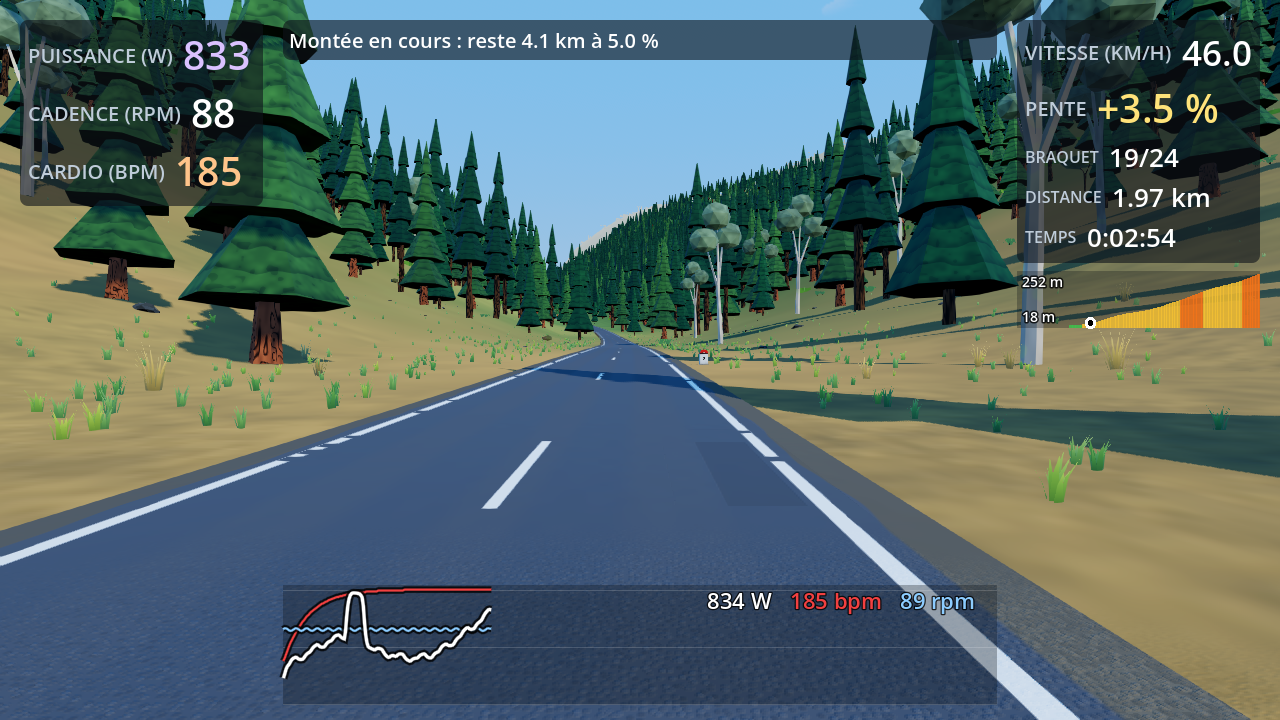 PUISSANCE (W) 833
CADENCE (RPM) 88
CARDIO (BPM) 185
Montée en cours : reste 4.1 km à 5.0 %
VITESSE (KM/H) 46.0
PENTE +3.5 %
BRAQUET 19/24
DISTANCE 1.97 km
TEMPS 0:02:54
252 m
18 m
834 W 185 bpm 89 rpm